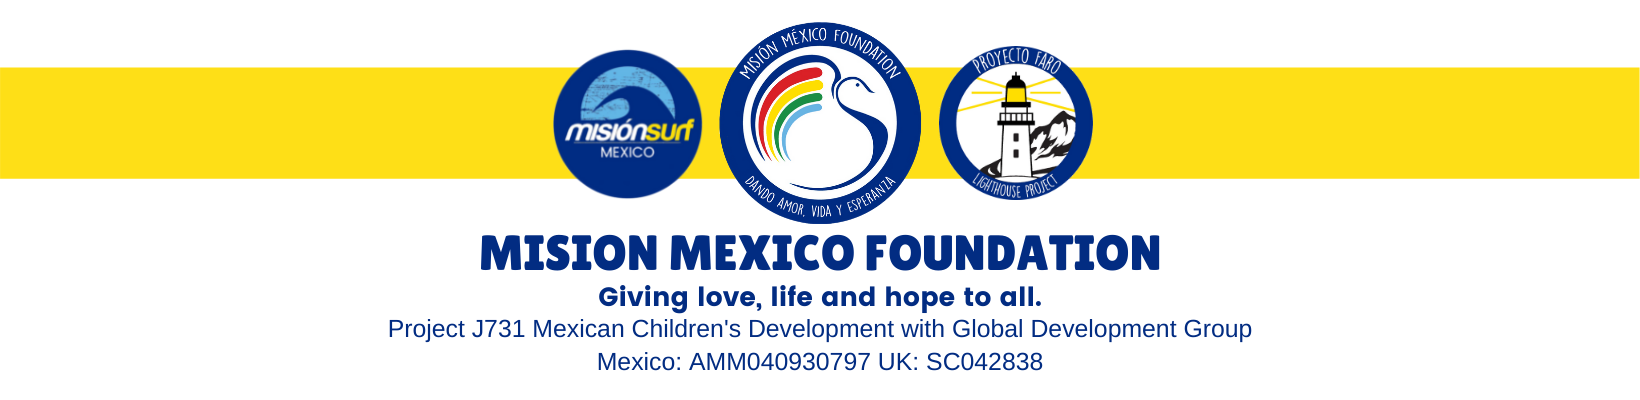 misiónsurf
MEXICO
MISIÓN MÉXICO FOUNDATION
DANDO AMOR, VIDA Y ESPERANZA
PROYECTO FARO
LIGHTHOUSE PROJECT
MISION MEXICO FOUNDATION
Giving love, life and hope to all.
Project J731 Mexican Children's Development with Global Development Group
Mexico: AMM040930797 UK: SC042838